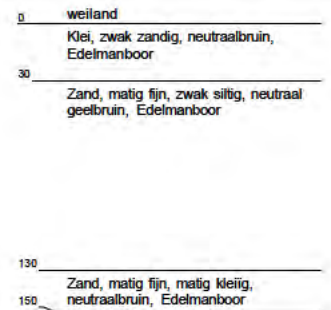 weiland
0
Klei, zwak zandig, neutraalbruin,
Edelmanboor
30
Zand, matig fijn, zwak siltig, neutraal
geelbruin, Edelmanboor
130
Zand, matig fijn, matig kleiïg,
neutraalbruin, Edelmanboor
150